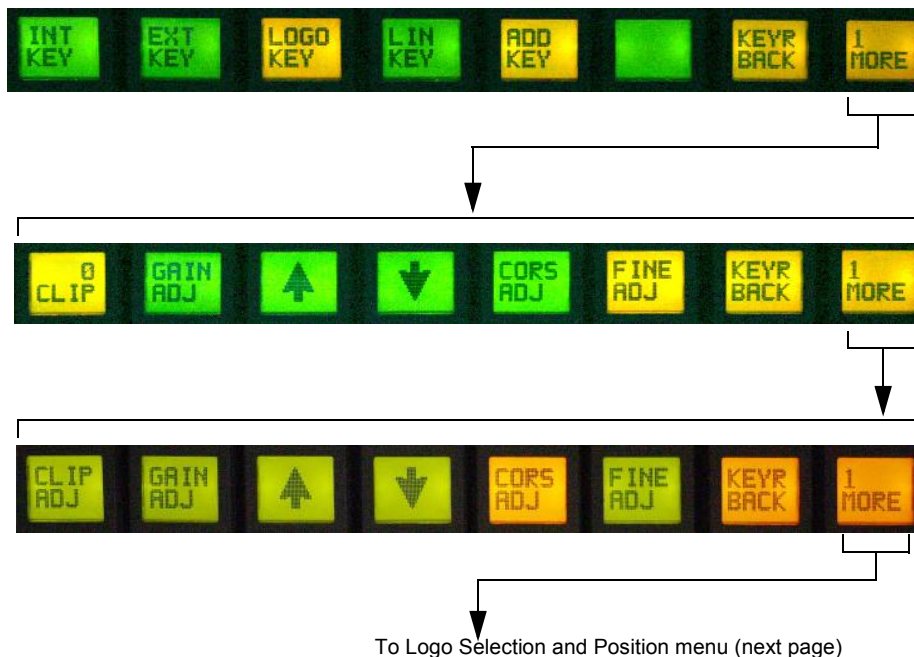 INT KEY
EXT KEY
LOGO KEY
LIN KEY
ADD KEY
KEYR BACK
1 MORE
0 CLIP
GAIN ADJ
CORS ADJ
FINE ADJ
KEYR BACK
1 MORE
CLIP ADJ
GAIN ADJ
CORS ADJ
FINE ADJ
KEYR BACK
1 MORE
To Logo Selection and Position menu (next page)